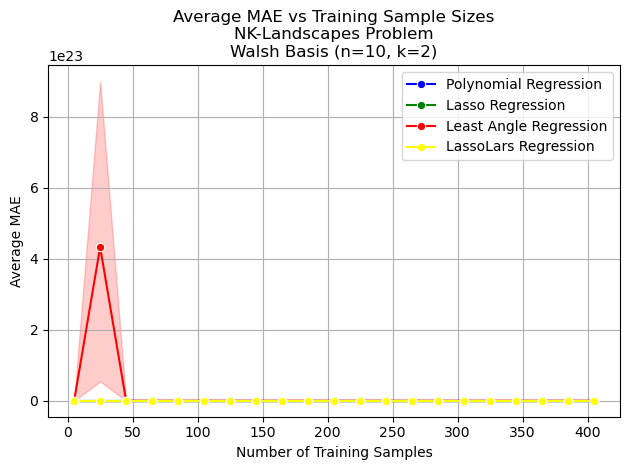 Average MAE vs Training Sample Sizes
NK-Landscapes Problem
Walsh Basis (n=10, k=2)
1e23
Polynomial Regression
Lasso Regression
Least Angle Regression
LassoLars Regression
8
6
4
2
0
Average MAE
0 50 100 150 200 250 300 350 400
Number of Training Samples